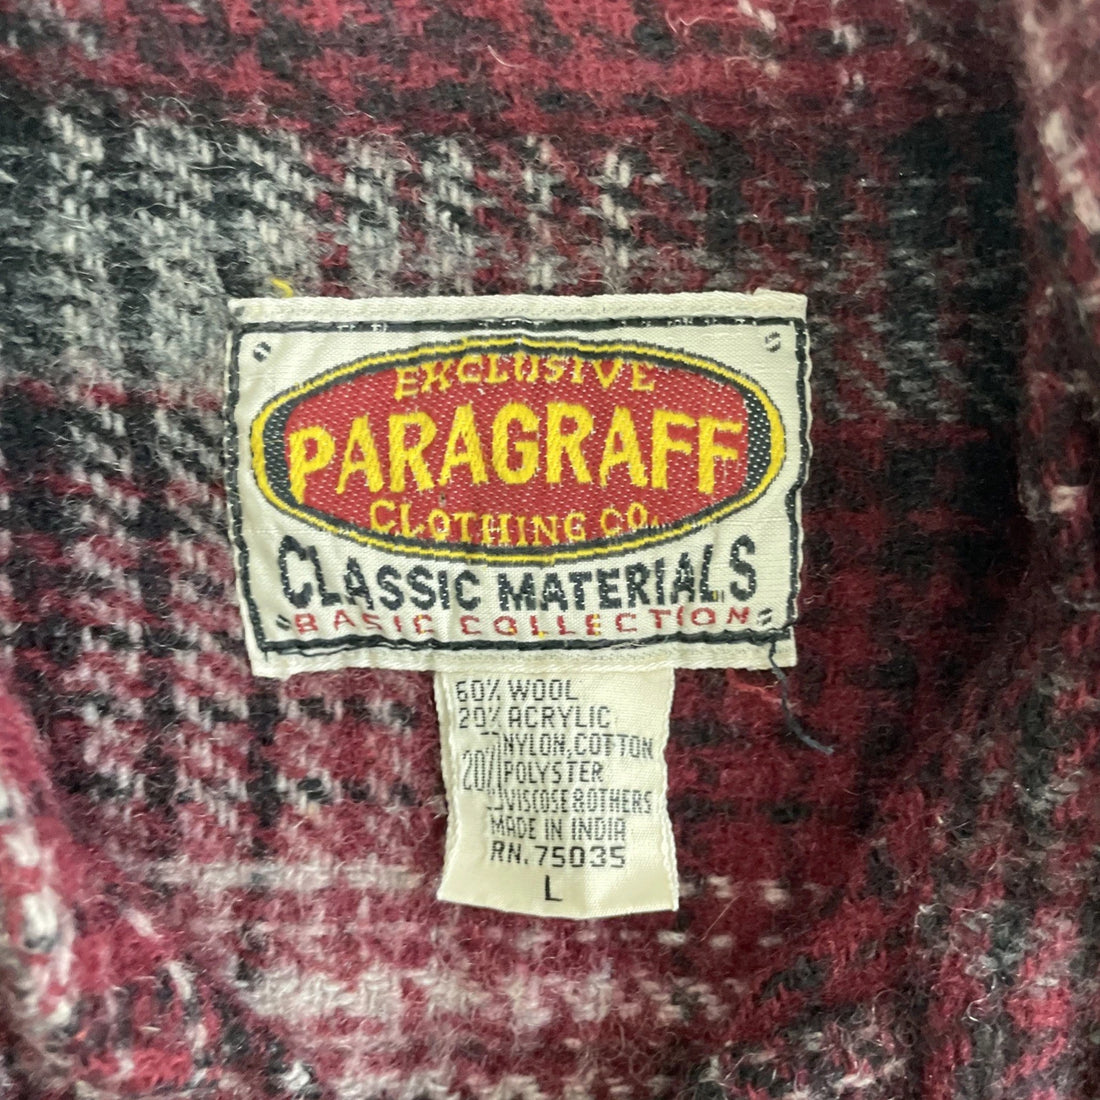 EXCLUSIVE
PARAGRAFF
CLOTHING CO.
CLASSIC MATERIALS
BASIC COLLECTION
60% WOOL
20% ACRYLIC
NYLON,COTTON
20% POLYSTER
VISCOSE &OTHERS
MADE IN INDIA
RN. 75035
L